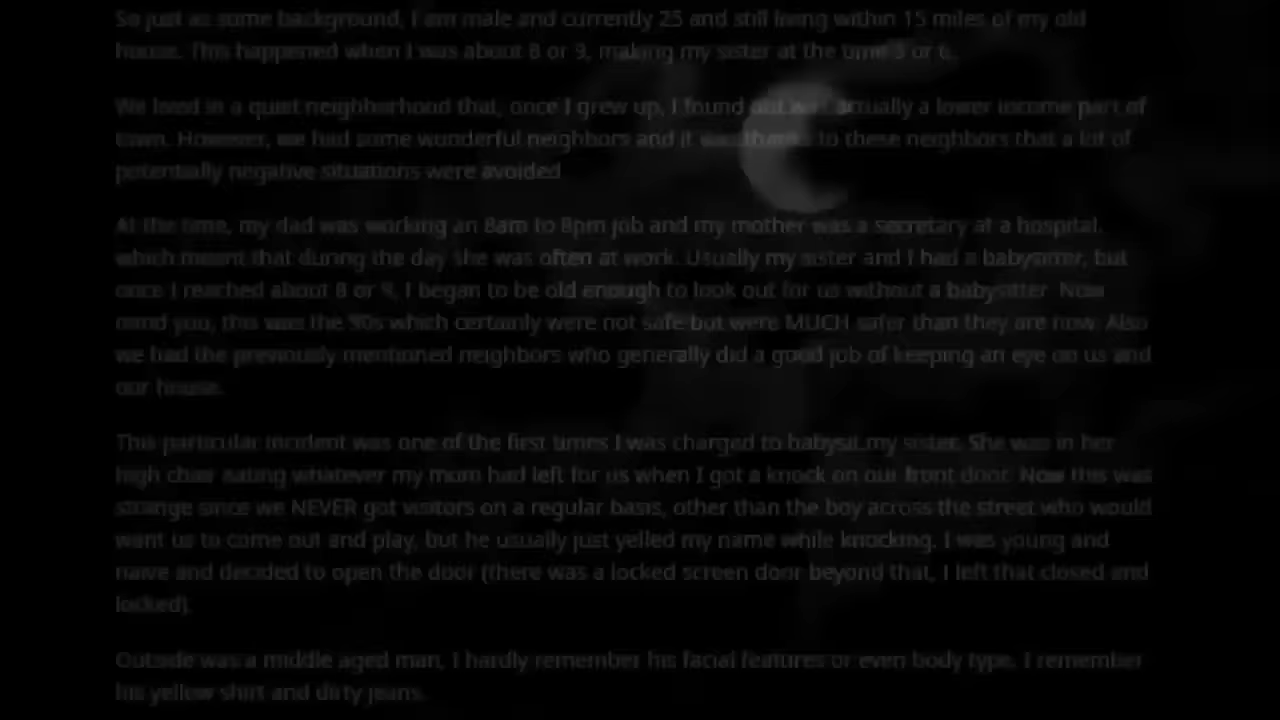 So just as some background, I am male and currently 25 and still living within 15 miles of my old
house. This happened when I was about 8 or 9, making my sister at the time 5 or 6.
We lived in a quiet neighborhood that, once I grew up, I found out was actually a lower income part of
town. However, we had some wonderful neighbors and it was thanks to these neighbors that a lot of
potentially negative situations were avoided
At the time, my dad was working an 8am to 8pm job and my mother was a secretary at a hospital,
which meant that during the day she was often at work. Usually my sister and I had a babysitter, but
once I reached about 8 or 9, I began to be old enough to look out for us without a babysitter. Now
mind you, this was the 90s which certainly were not safe but were MUCH safer than they are now. Also
we had the previously mentioned neighbors who generally did a good job of keeping an eye on us and
our house.
This particular incident was one of the first times I was charged to babysit my sister. She was in her
high chair eating whatever my mom had left for us when I got a knock on our front door. Now this was
strange since we NEVER got visitors on a regular basis, other than the boy across the street who would
want us to come out and play, but he usually just yelled my name while knocking. I was young and
naive and decided to open the door (there was a locked screen door beyond that, I left that closed and
locked).
Outside was a middle aged man, I hardly remember his facial features or even body type. I remember
his yellow shirt and dirty jeans.